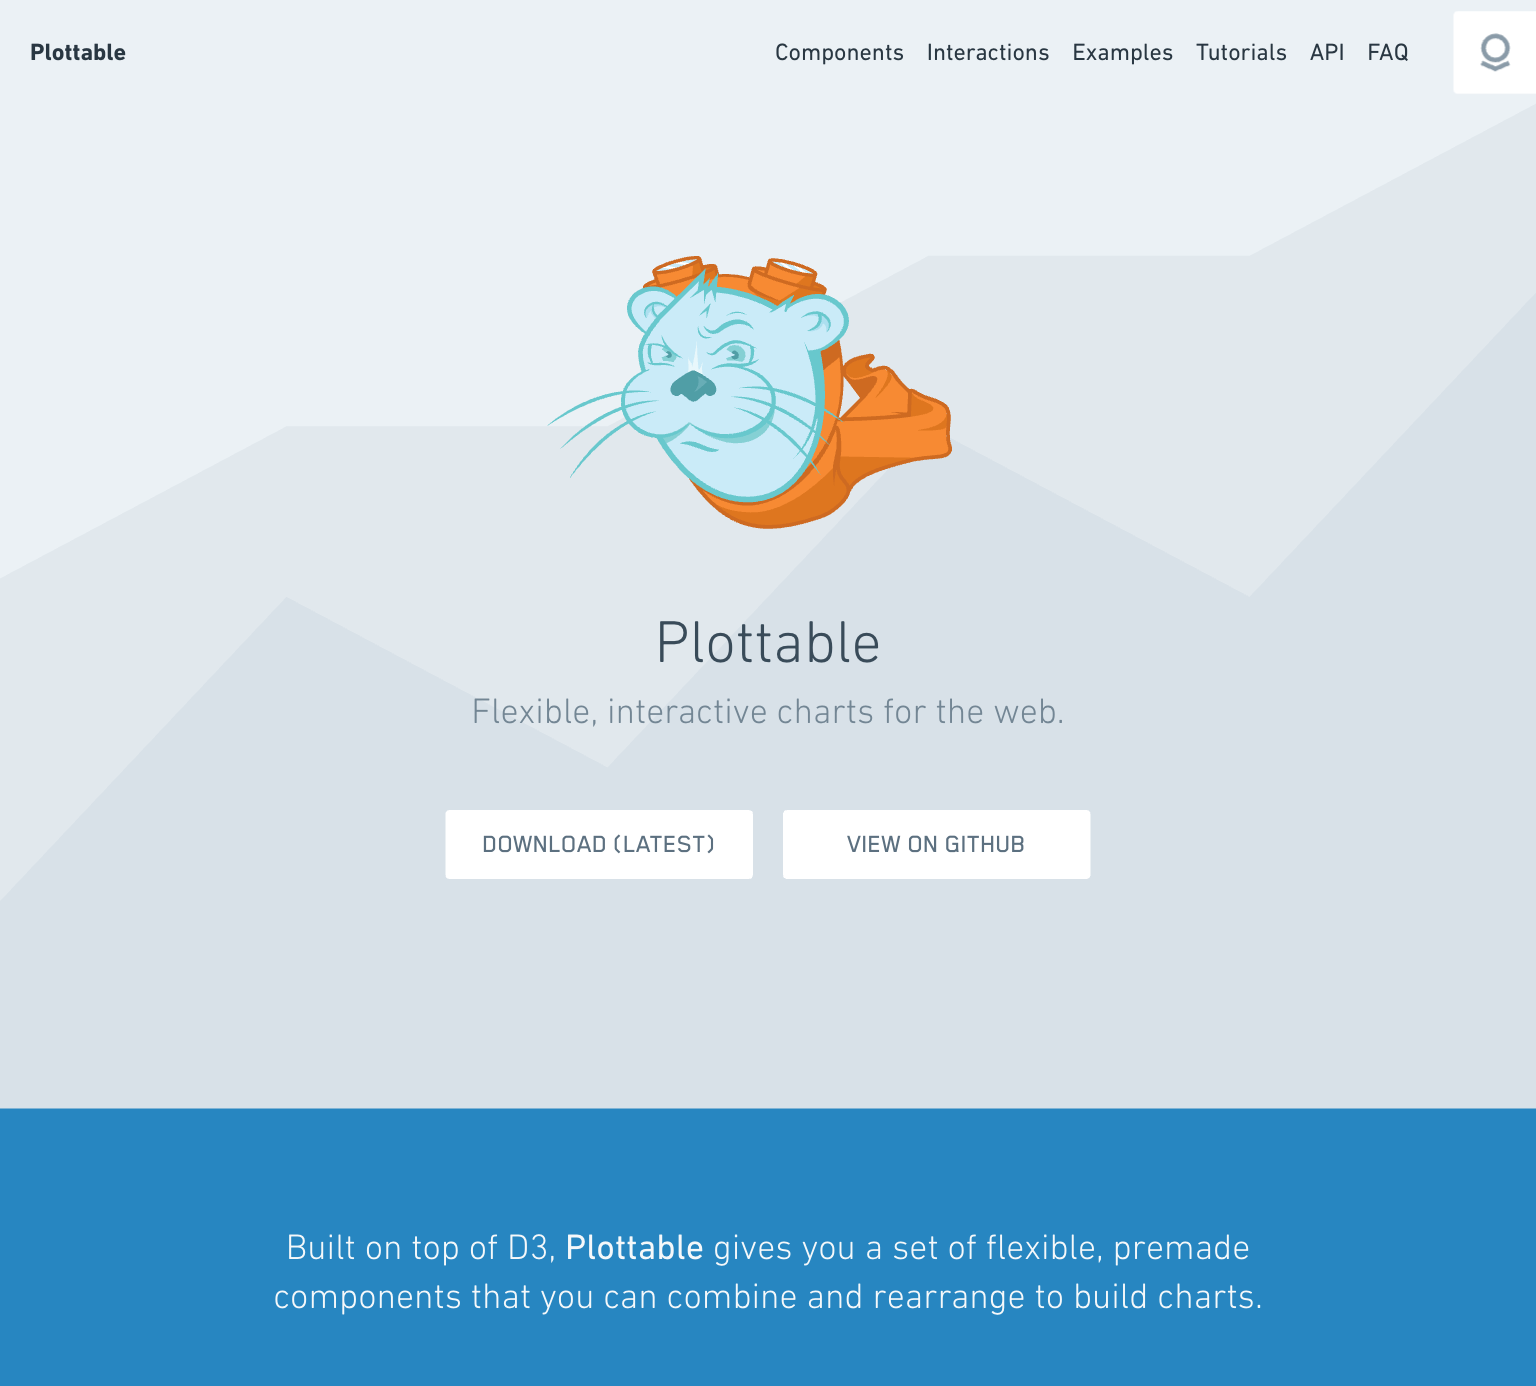 Plottable
Components Interactions Examples Tutorials API FAQ
Plottable
Flexible, interactive charts for the web.
DOWNLOAD (LATEST)
VIEW ON GITHUB
Built on top of D3, Plottable gives you a set of flexible, premade
components that you can combine and rearrange to build charts.